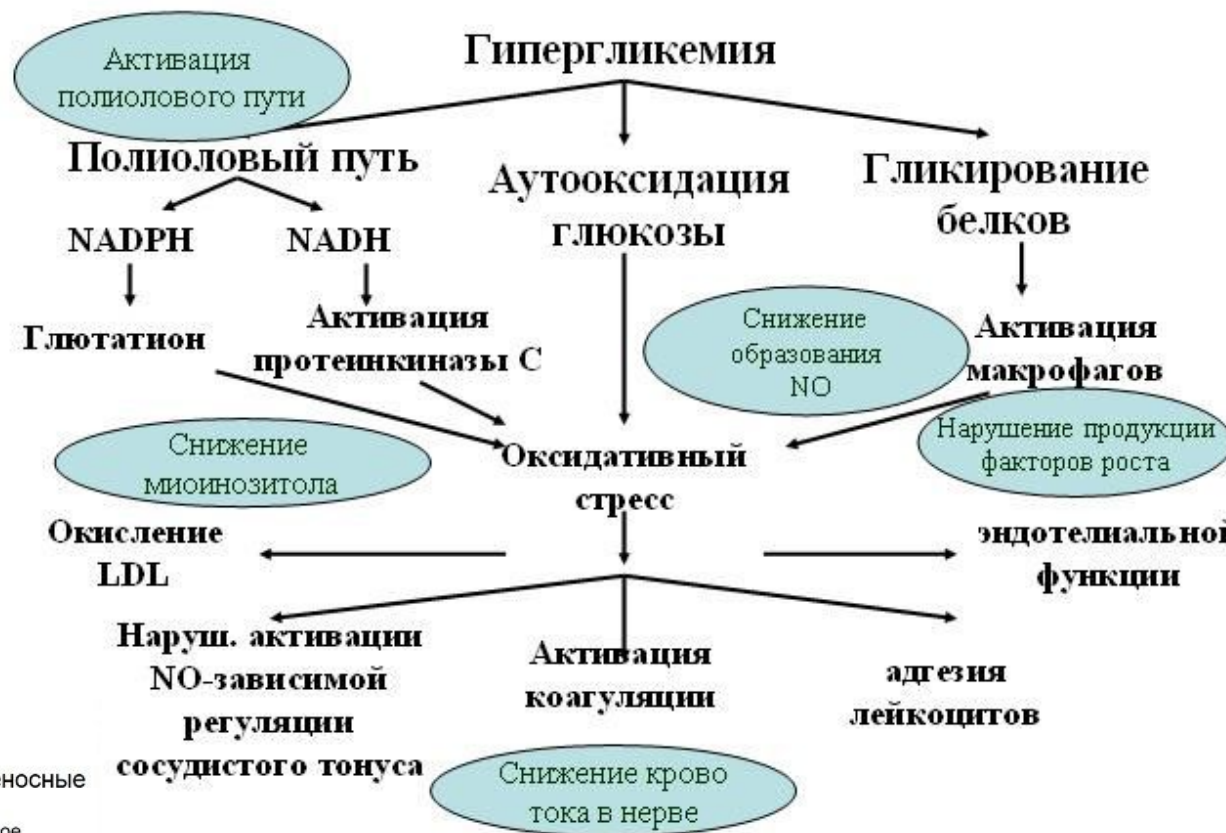 Гипергликемия
Активация
полиолового пути
Полиоловый путь
Аутооксидация
глюкозы
Гликирование
белков
NADPH
NADH
Глютатион
Активация
протеинкиназы С
Снижение
образования
NO
Активация
макрофагов
Нарушение продукции
факторов роста
Снижение
миоинозитола
Оксидативный
стресс
Окисление
LDL
эндотелиальной
функции
Наруш. активации
NO-зависимой
регуляции
сосудистого тонуса
Активация
коагуляции
адгезия
лейкоцитов
Снижение крово
тока в нерве
еносные